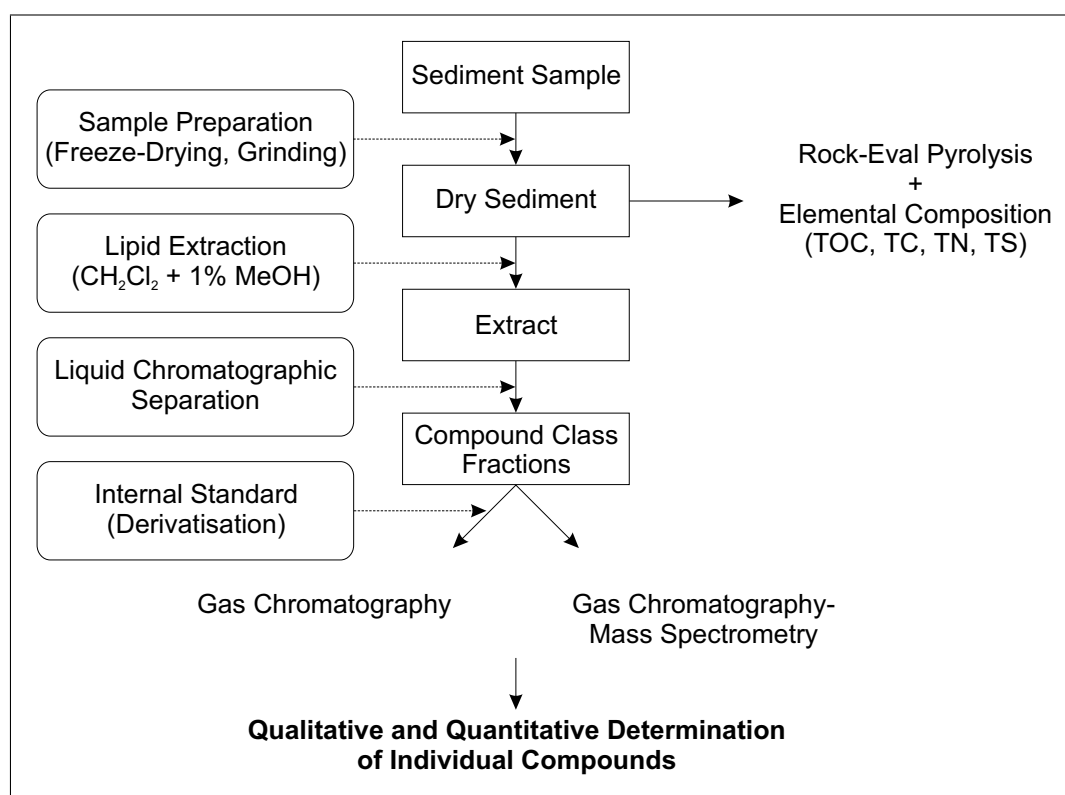 Sediment Sample
Sample Preparation
(Freeze-Drying, Grinding)
Dry Sediment
Rock-Eval Pyrolysis
+
Elemental Composition
(TOC, TC, TN, TS)
Lipid Extraction
(CH₂Cl₂ + 1% MeOH)
Extract
Liquid Chromatographic
Separation
Compound Class
Fractions
Internal Standard
(Derivatisation)
Gas Chromatography
Gas Chromatography-
Mass Spectrometry
Qualitative and Quantitative Determination
of Individual Compounds